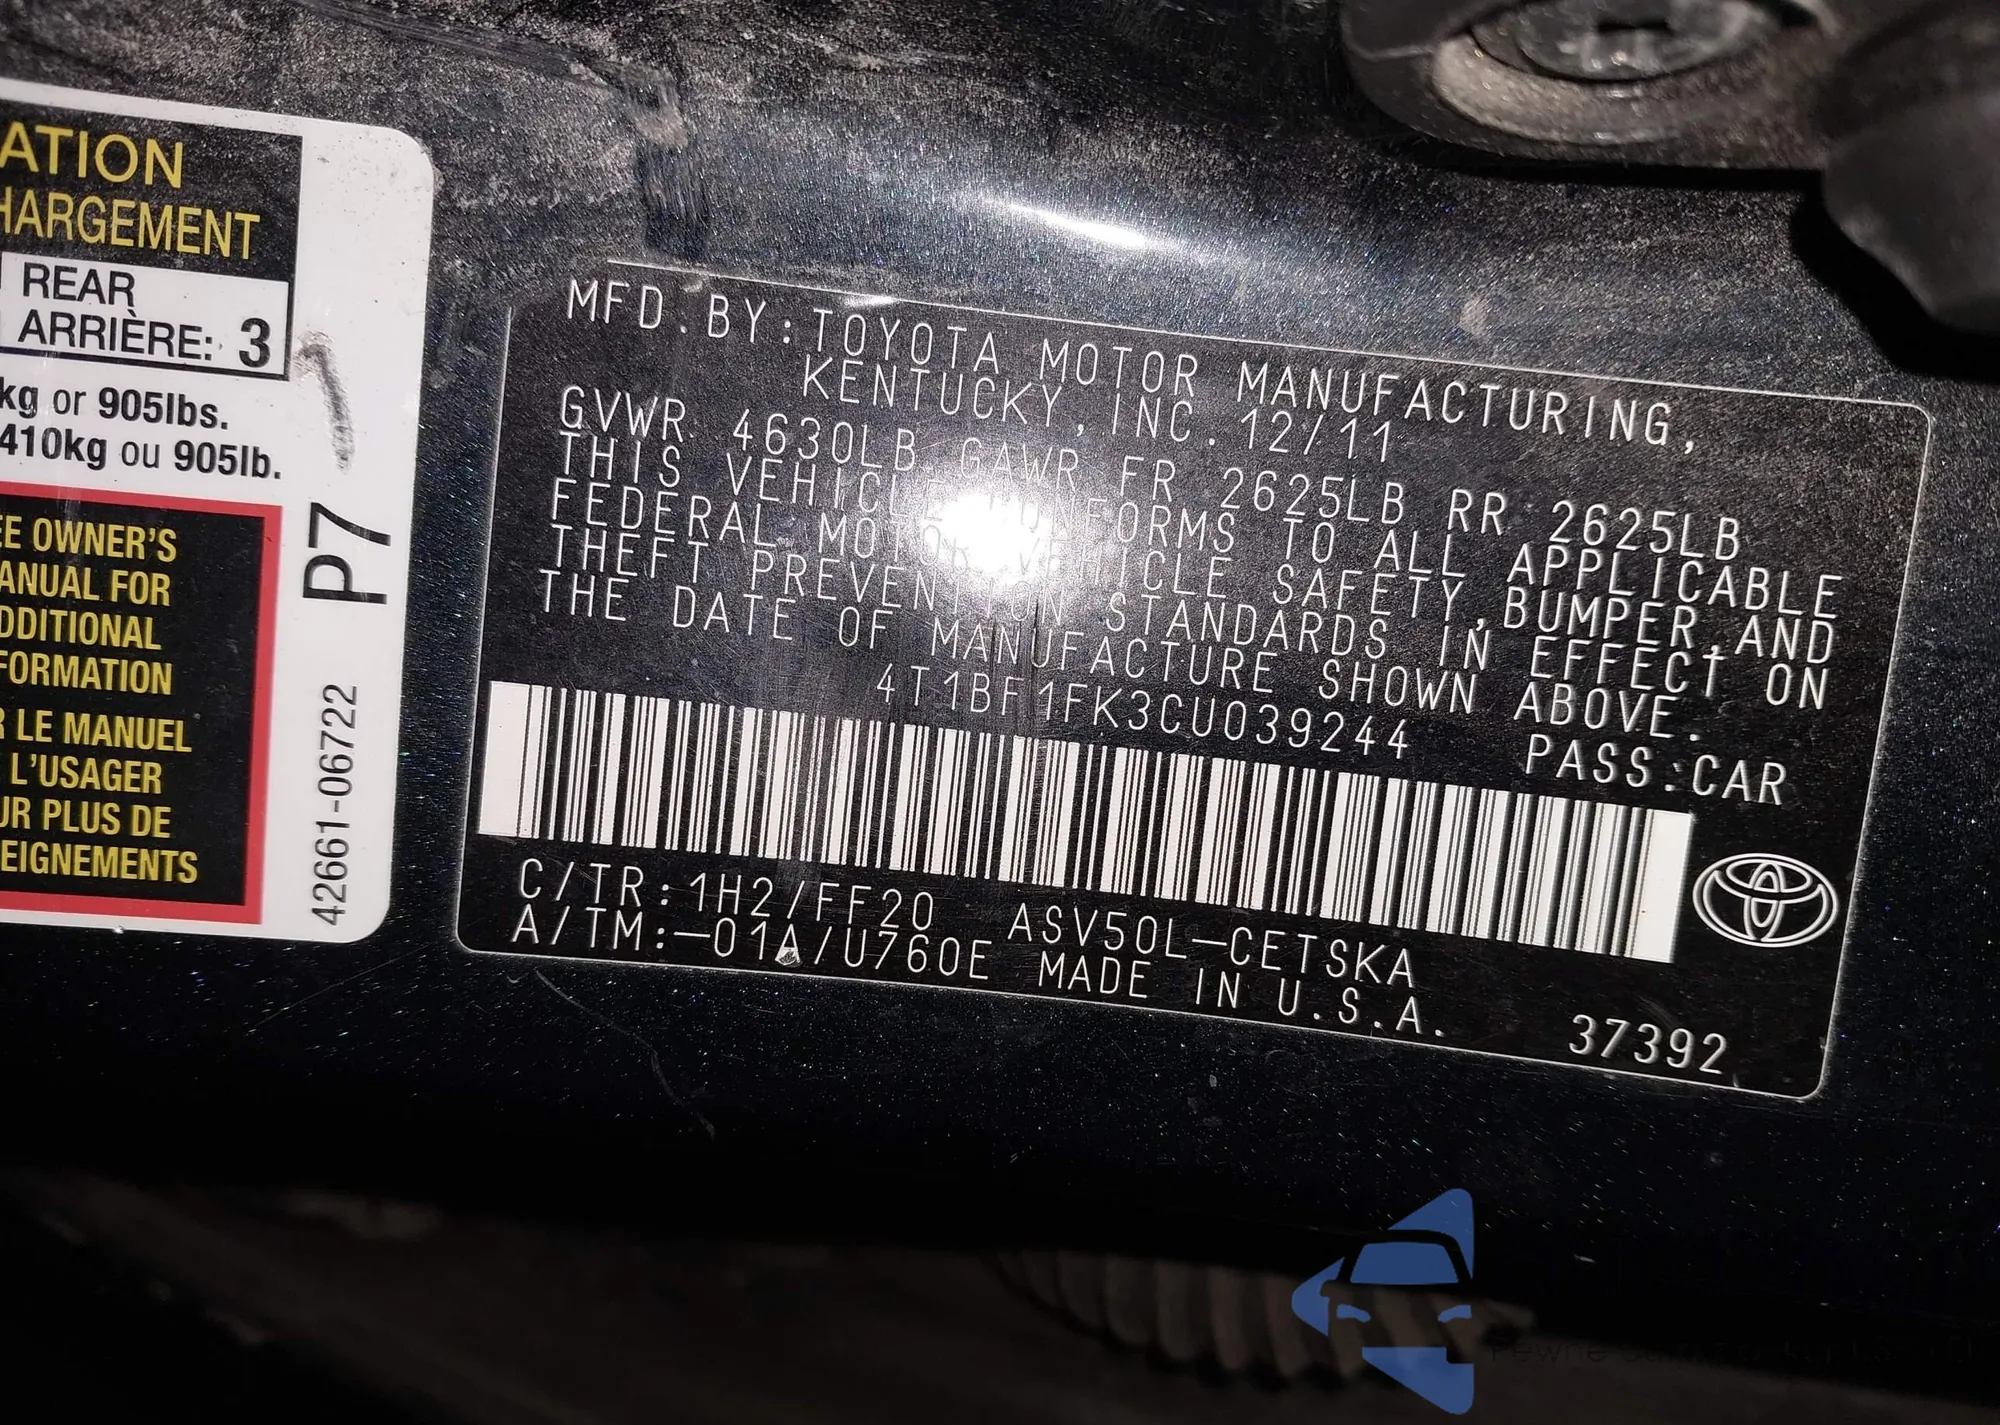 ATION
HARGEMENT
REAR
ARRIÈRE: 3
kg or 905lbs.
410kg ou 905lb.
EE OWNER'S
ANUAL FOR
DDITIONAL
FORMATION
R LE MANUEL
L'USAGER
UR PLUS DE
EIGNEMENTS
P7
42661-06722
MFD.BY:TOYOTA MOTOR MANUFACTURING,
KENTUCKY,INC.12/11
GVWR 4630LB GAWR FR 2625LB RR 2625LB
THIS VEHICLE CONFORMS TO ALL APPLICABLE
FEDERAL MOTOR VEHICLE SAFETY,BUMPER,AND
THEFT PREVENTION STANDARDS IN EFFECT ON
THE DATE OF MANUFACTURE SHOWN ABOVE.
4T1BF1FK3CU039244 PASS:CAR
C/TR:1H2/FF20 ASV50L-CETSKA
A/TM:-01A/U760E MADE IN U.S.A.
37392